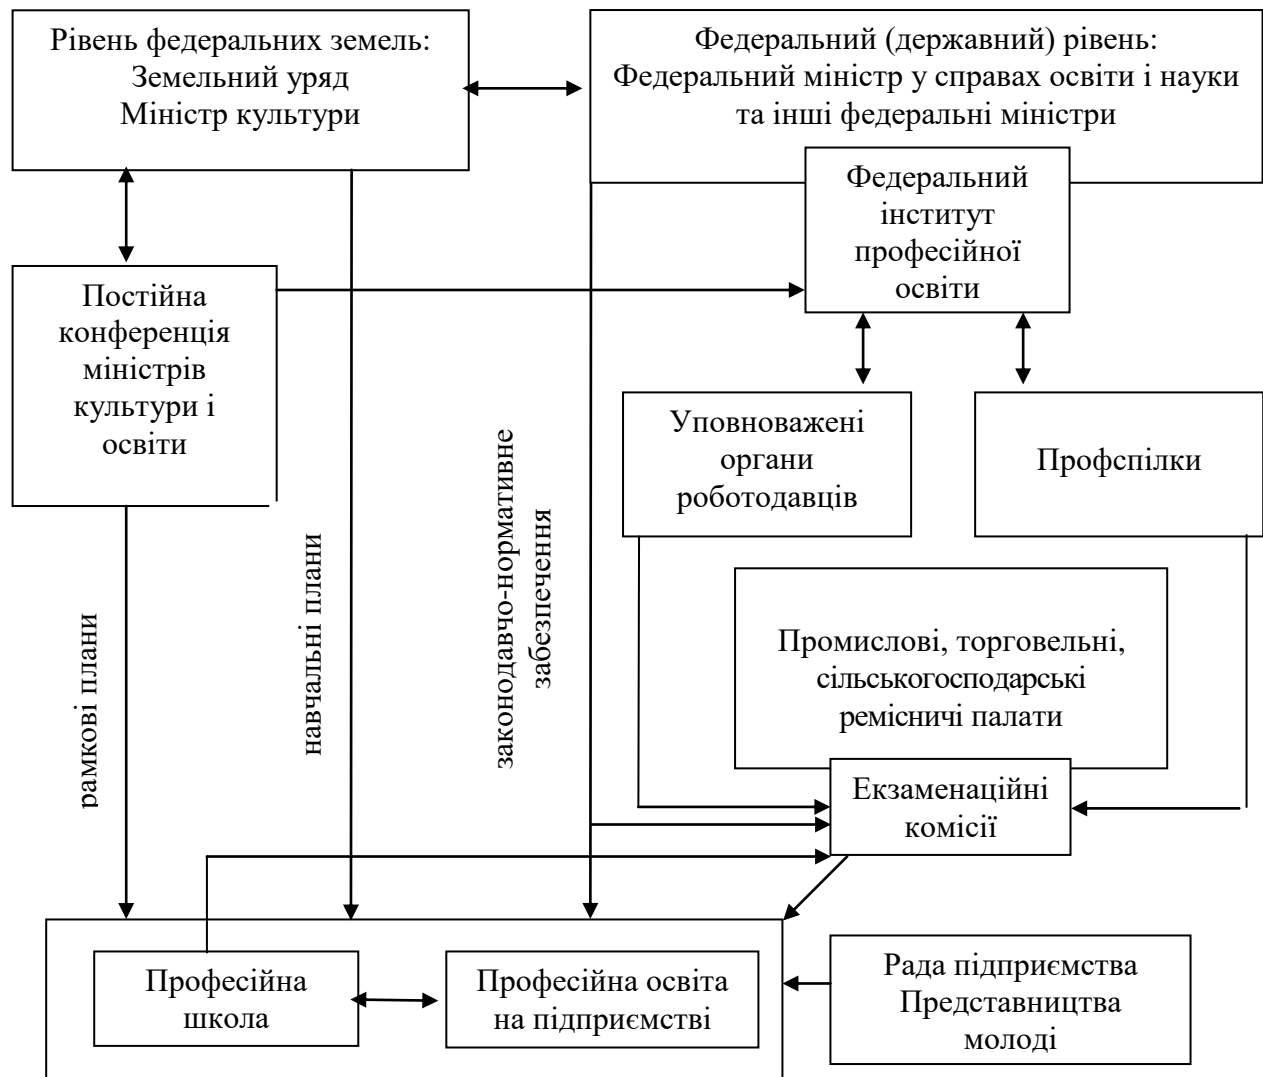 Рівень федеральних земель:
Земельний уряд
Міністр культури
Федеральний (державний) рівень:
Федеральний міністр у справах освіти і науки
та інші федеральні міністри
Федеральний
інститут
професійної
освіти
Постійна
конференція
міністрів
культури і
освіти
Уповноважені
органи
роботодавців
Профспілки
рамкові плани
навчальні плани
законодавчо-нормативне
забезпечення
Промислові, торговельні,
сільськогосподарські
ремісничі палати
Екзаменаційні
комісії
Професійна
школа
Професійна освіта
на підприємстві
Рада підприємства
Представництва
молоді